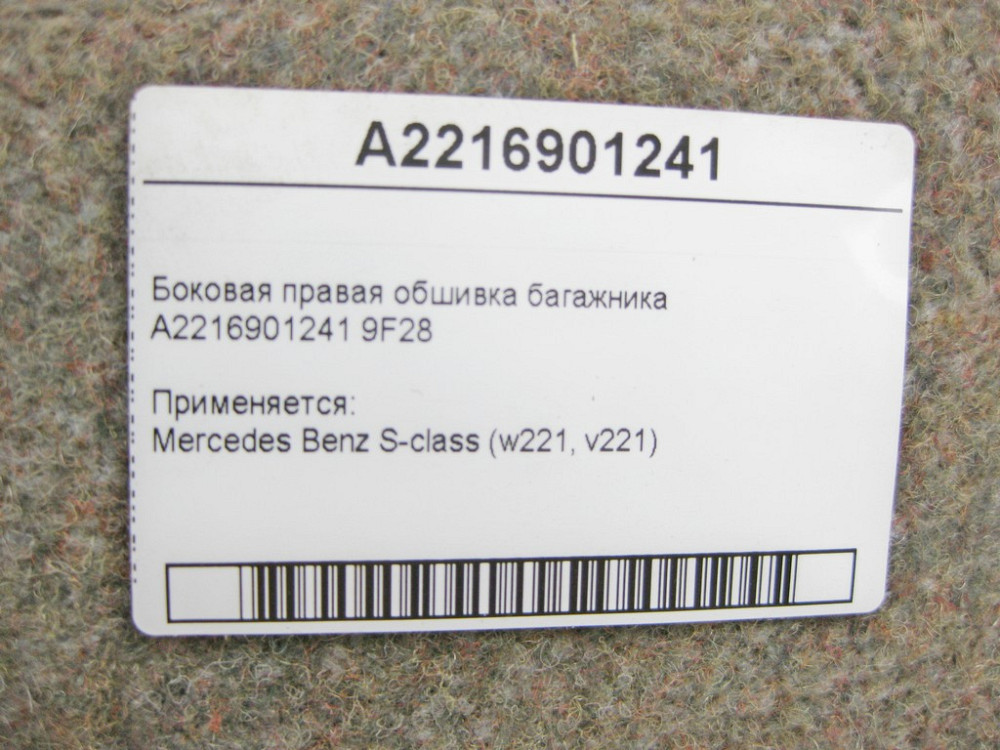 A2216901241
Боковая правая обшивка багажника
A2216901241 9F28
Применяется:
Mercedes Benz S-class (w221, v221)